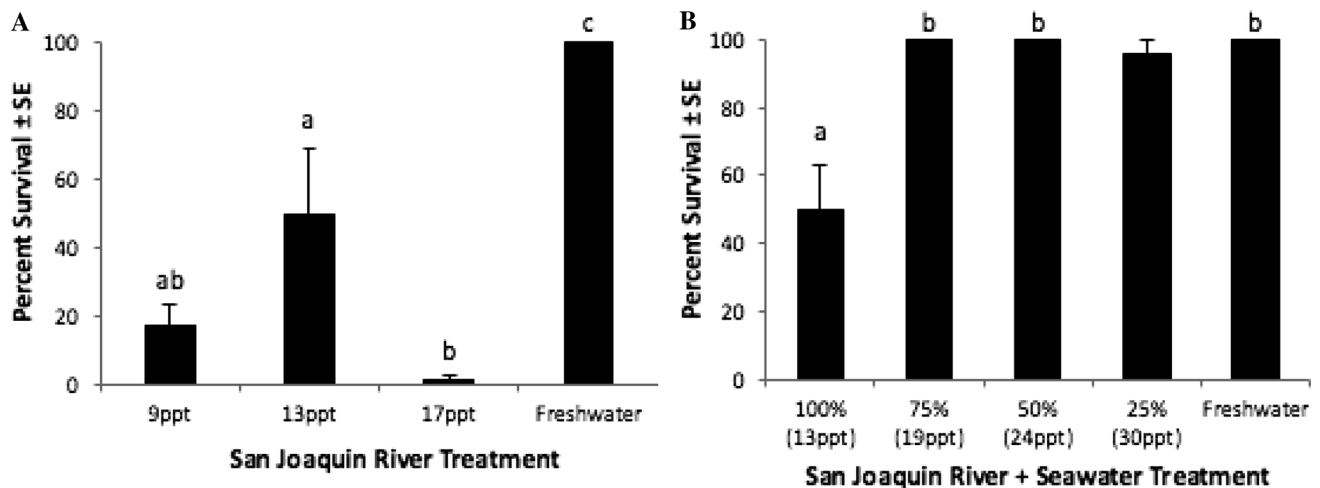 A
Percent Survival ± SE
100
80
60
40
20
0
ab
a
b
c
9ppt
13ppt
17ppt
Freshwater
San Joaquin River Treatment
B
Percent Survival ± SE
100
80
60
40
20
0
a
b
b
b
100%
(13ppt)
75%
(19ppt)
50%
(24ppt)
25%
(30ppt)
Freshwater
San Joaquin River + Seawater Treatment